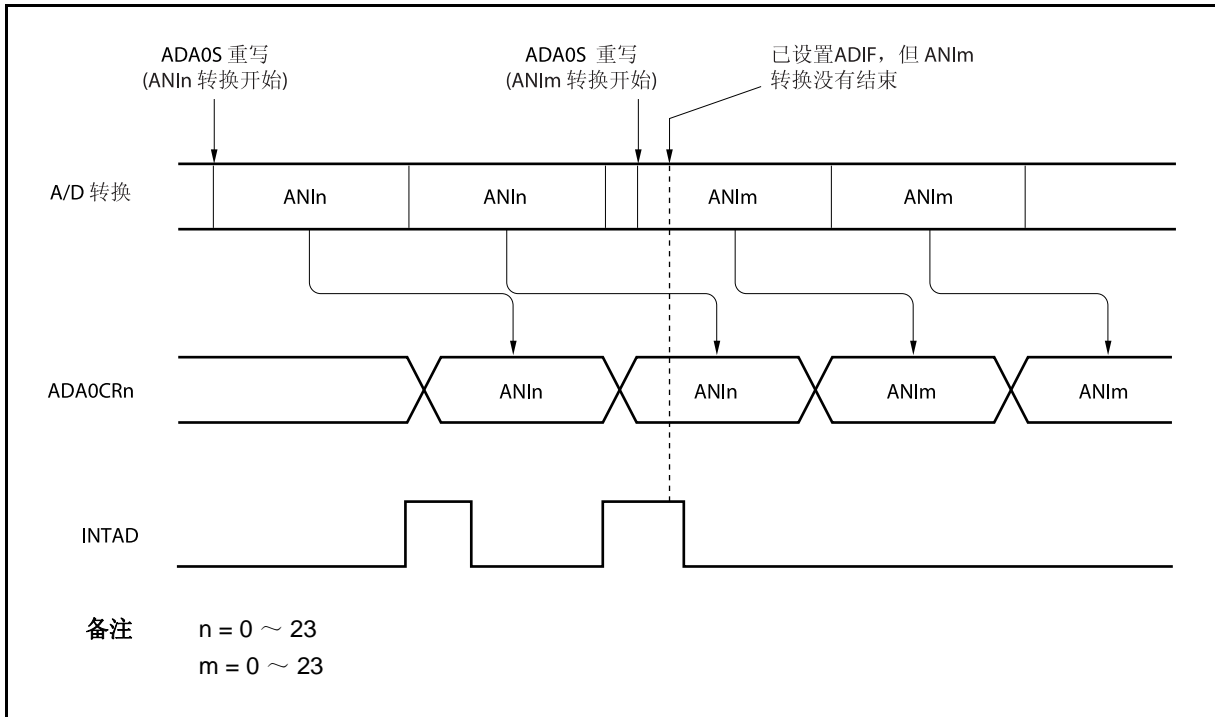 ADA0S 重写
(ANIn 转换开始)
ADA0S 重写
(ANIm 转换开始)
已设置ADIF，但 ANIm
转换没有结束
A/D 转换
ANIn
ANIn
ANIm
ANIm
ADA0CRn
ANIn
ANIn
ANIm
ANIm
INTAD
备注 n = 0 ～ 23
m = 0 ～ 23